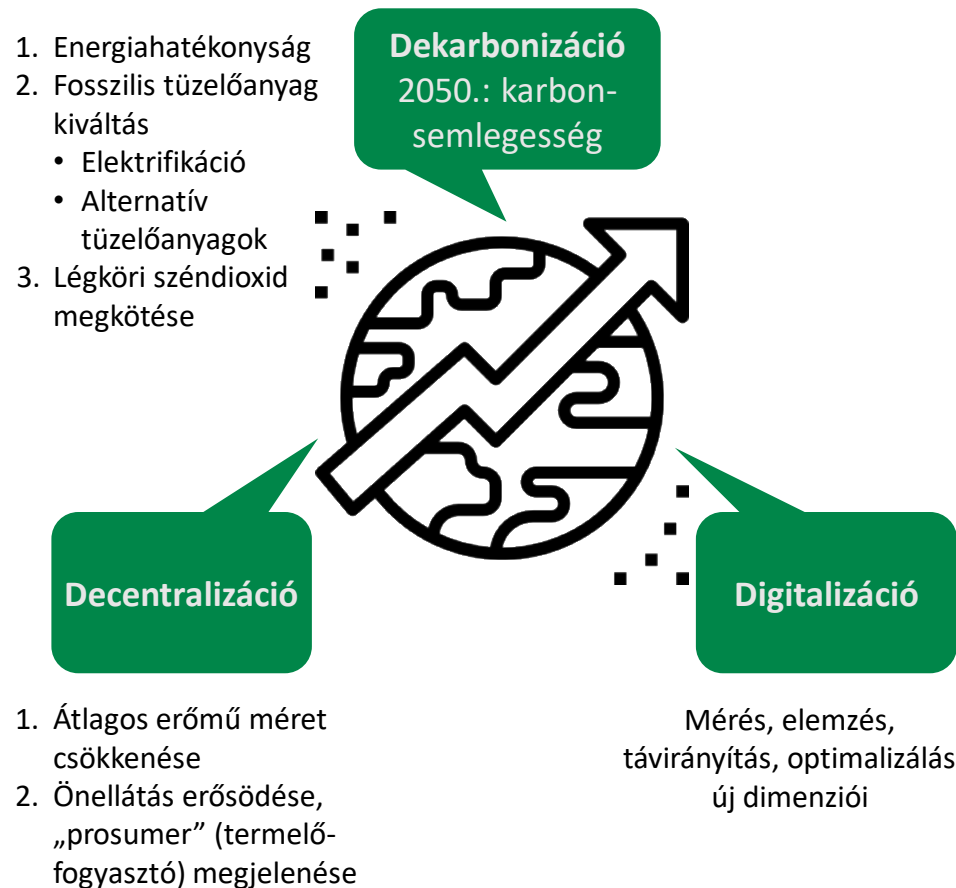 1. Energiahatékonyság
2. Fosszilis tüzelőanyag
kiváltás
• Elektrifikáció
• Alternatív
tüzelőanyagok
3. Légköri széndioxid
megkötése
Dekarbonizáció
2050.: karbon-
semlegesség
Decentralizáció
1. Átlagos erőmű méret
csökkenése
2. Önellátás erősödése,
„prosumer” (termelő-
fogyasztó) megjelenése
Digitalizáció
Mérés, elemzés,
távirányítás, optimalizálás
új dimenziói